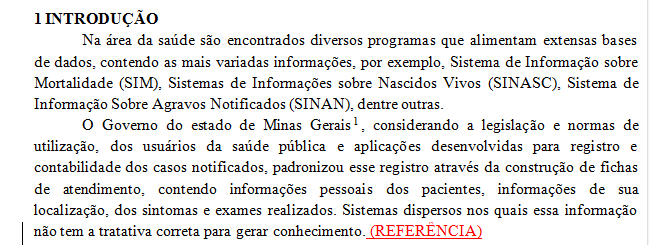 1 INTRODUÇÃO
Na área da saúde são encontrados diversos programas que alimentam extensas bases
de dados, contendo as mais variadas informações, por exemplo, Sistema de Informação sobre
Mortalidade (SIM), Sistemas de Informações sobre Nascidos Vivos (SINASC), Sistema de
Informação Sobre Agravos Notificados (SINAN), dentre outras.
O Governo do estado de Minas Gerais¹, considerando a legislação e normas de
utilização, dos usuários da saúde pública e aplicações desenvolvidas para registro e
contabilidade dos casos notificados, padronizou esse registro através da construção de fichas
de atendimento, contendo informações pessoais dos pacientes, informações de sua
localização, dos sintomas e exames realizados. Sistemas dispersos nos quais essa informação
não tem a tratativa correta para gerar conhecimento. (REFERÊNCIA)